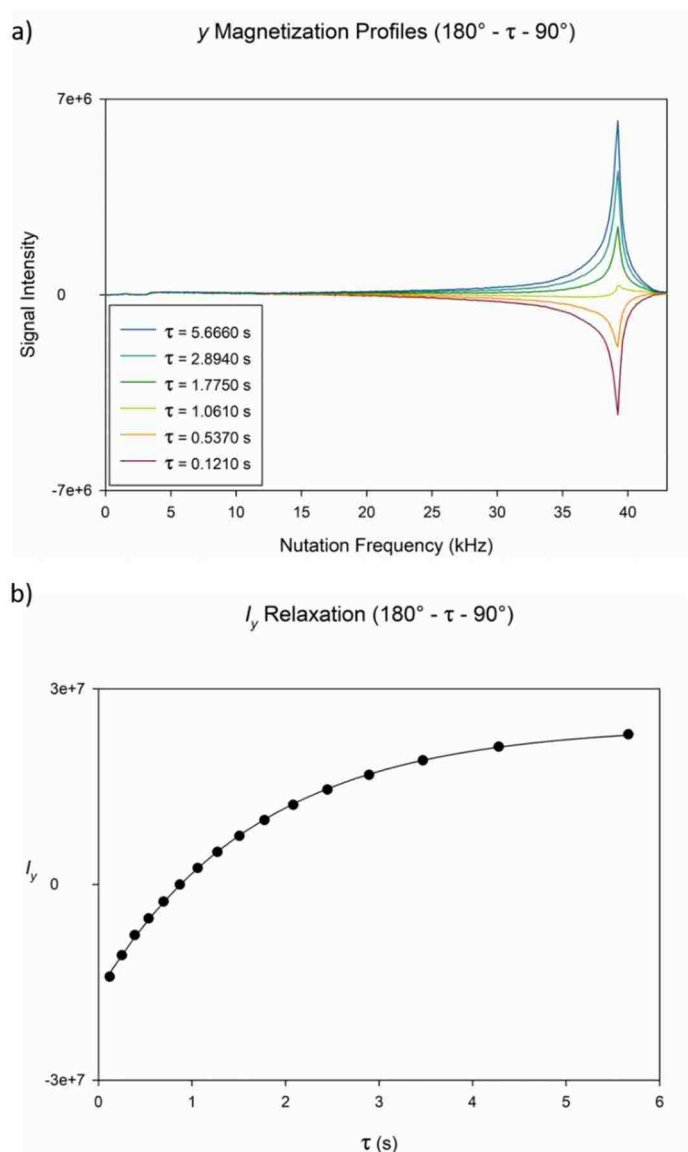 a)
y Magnetization Profiles (180° - τ - 90°)
7e+6
0
-7e+6
Signal Intensity
τ = 5.6660 s
τ = 2.8940 s
τ = 1.7750 s
τ = 1.0610 s
τ = 0.5370 s
τ = 0.1210 s
0 5 10 15 20 25 30 35 40
Nutation Frequency (kHz)
b)
Iy Relaxation (180° - τ - 90°)
3e+7
Iy 0
-3e+7
0 1 2 3 4 5 6
τ (s)